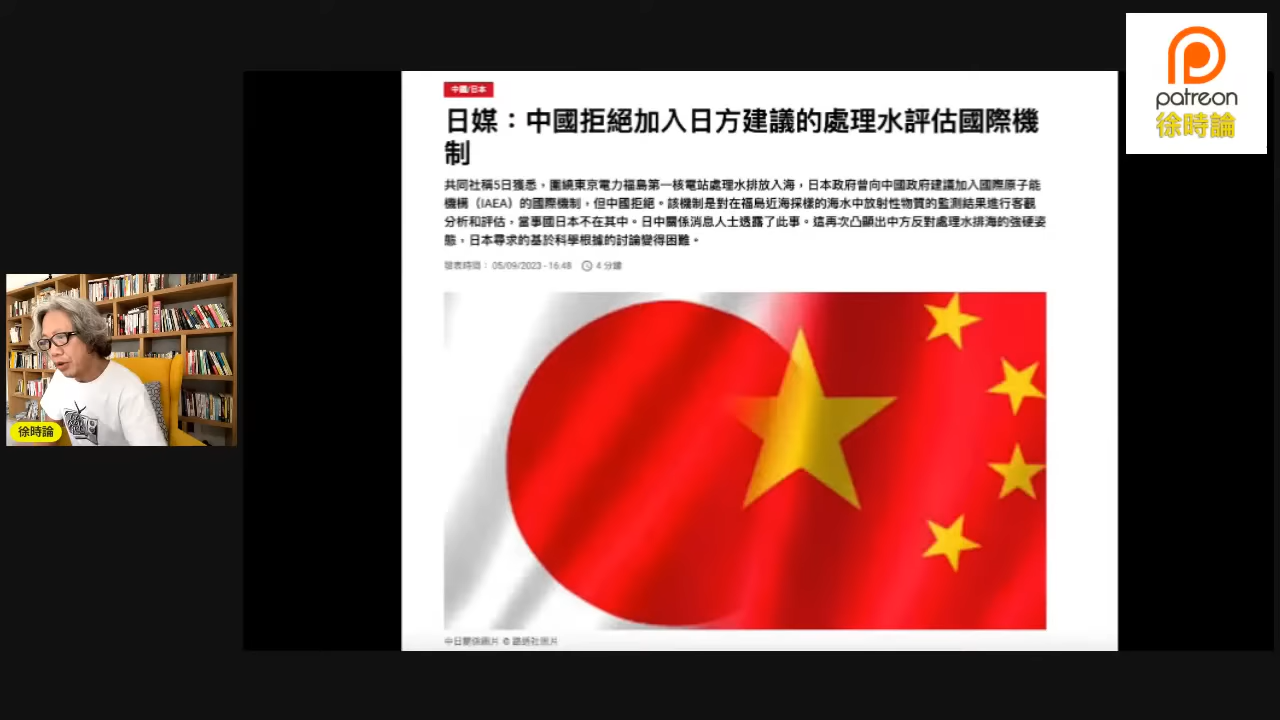 中國/日本
日媒：中國拒絕加入日方建議的處理水評估國際機
制
共同社稱5日獲悉，圍繞東京電力福島第一核電站處理水排放入海，日本政府曾向中國政府建議加入國際原子能
機構（IAEA）的國際機制，但中國拒絕。該機制是對在福島近海採樣的海水中放射性物質的監測結果進行客觀
分析和評估，當事國日本不在其中。日中關係消息人士透露了此事。這再次凸顯出中方反對處理水排海的強硬姿
態，日本尋求的基於科學根據的討論變得困難。
發表時間： 05/09/2023 - 16:48 4 分鐘
中日關係圖片 © 路透社照片
徐時論
patreon
徐時論